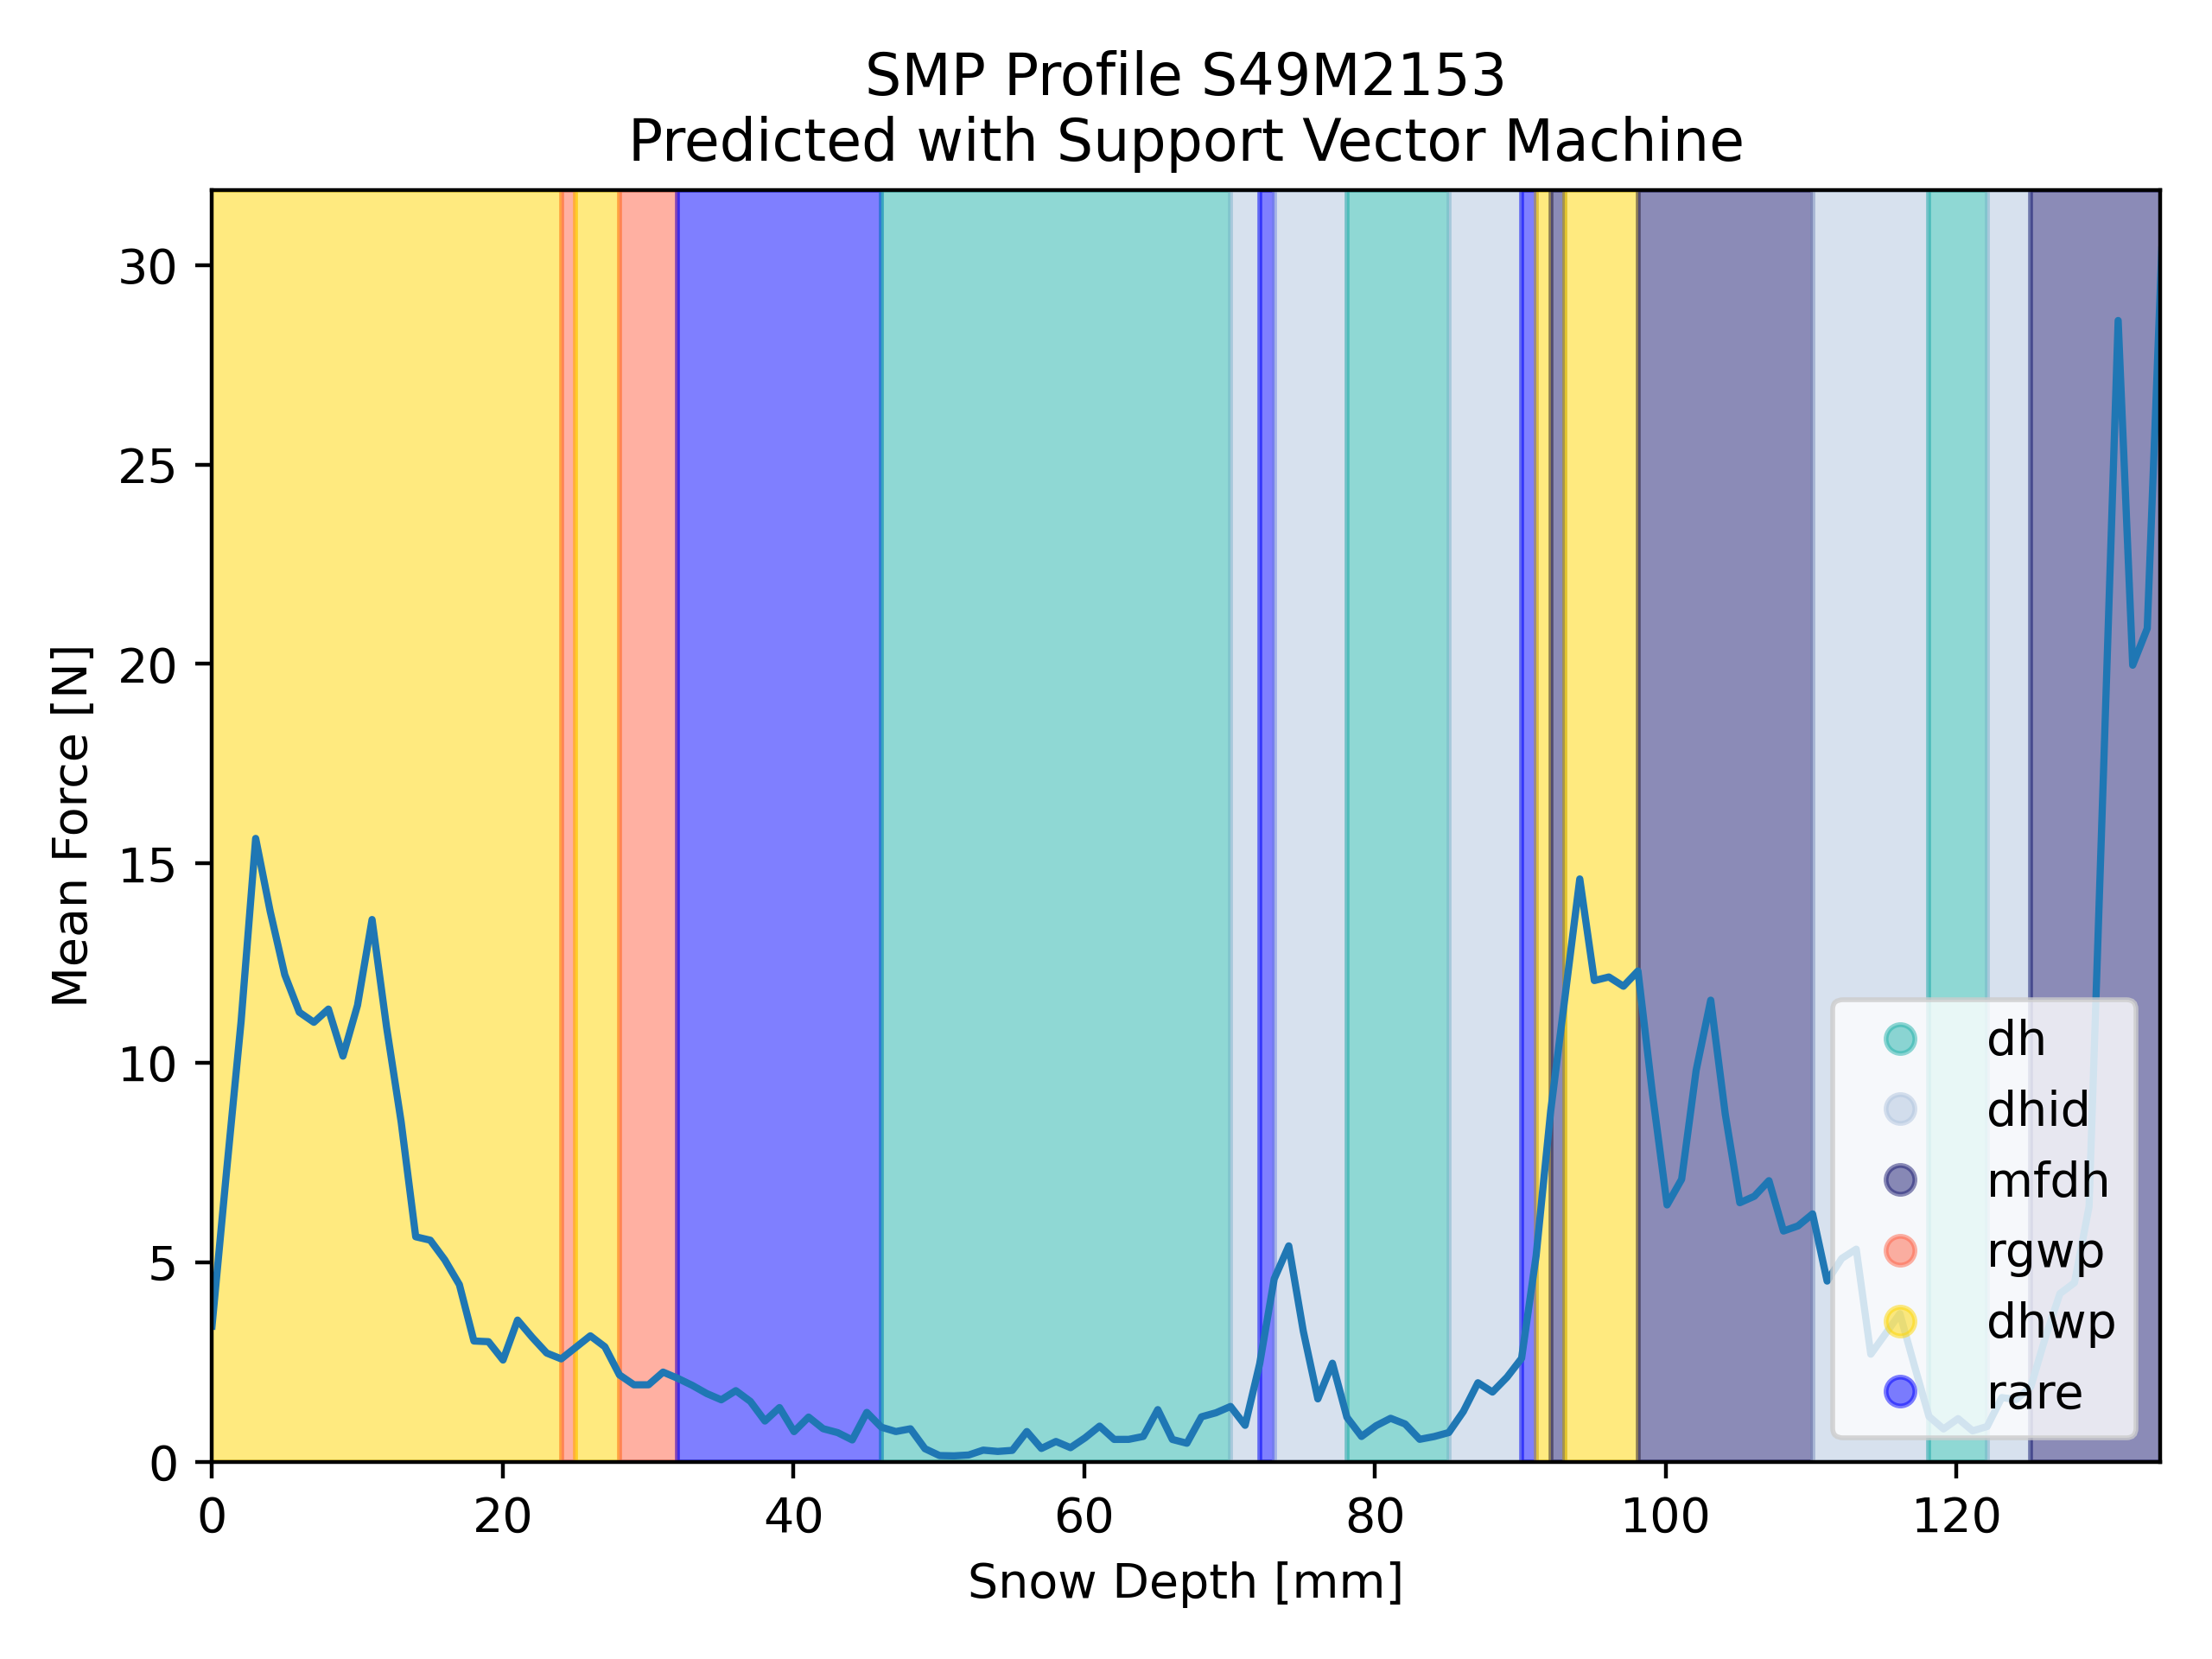 SMP Profile S49M2153
Predicted with Support Vector Machine
Mean Force [N]
30
25
20
15
10
5
0
0 20 40 60 80 100 120
Snow Depth [mm]
dh
dhid
mfdh
rgwp
dhwp
rare